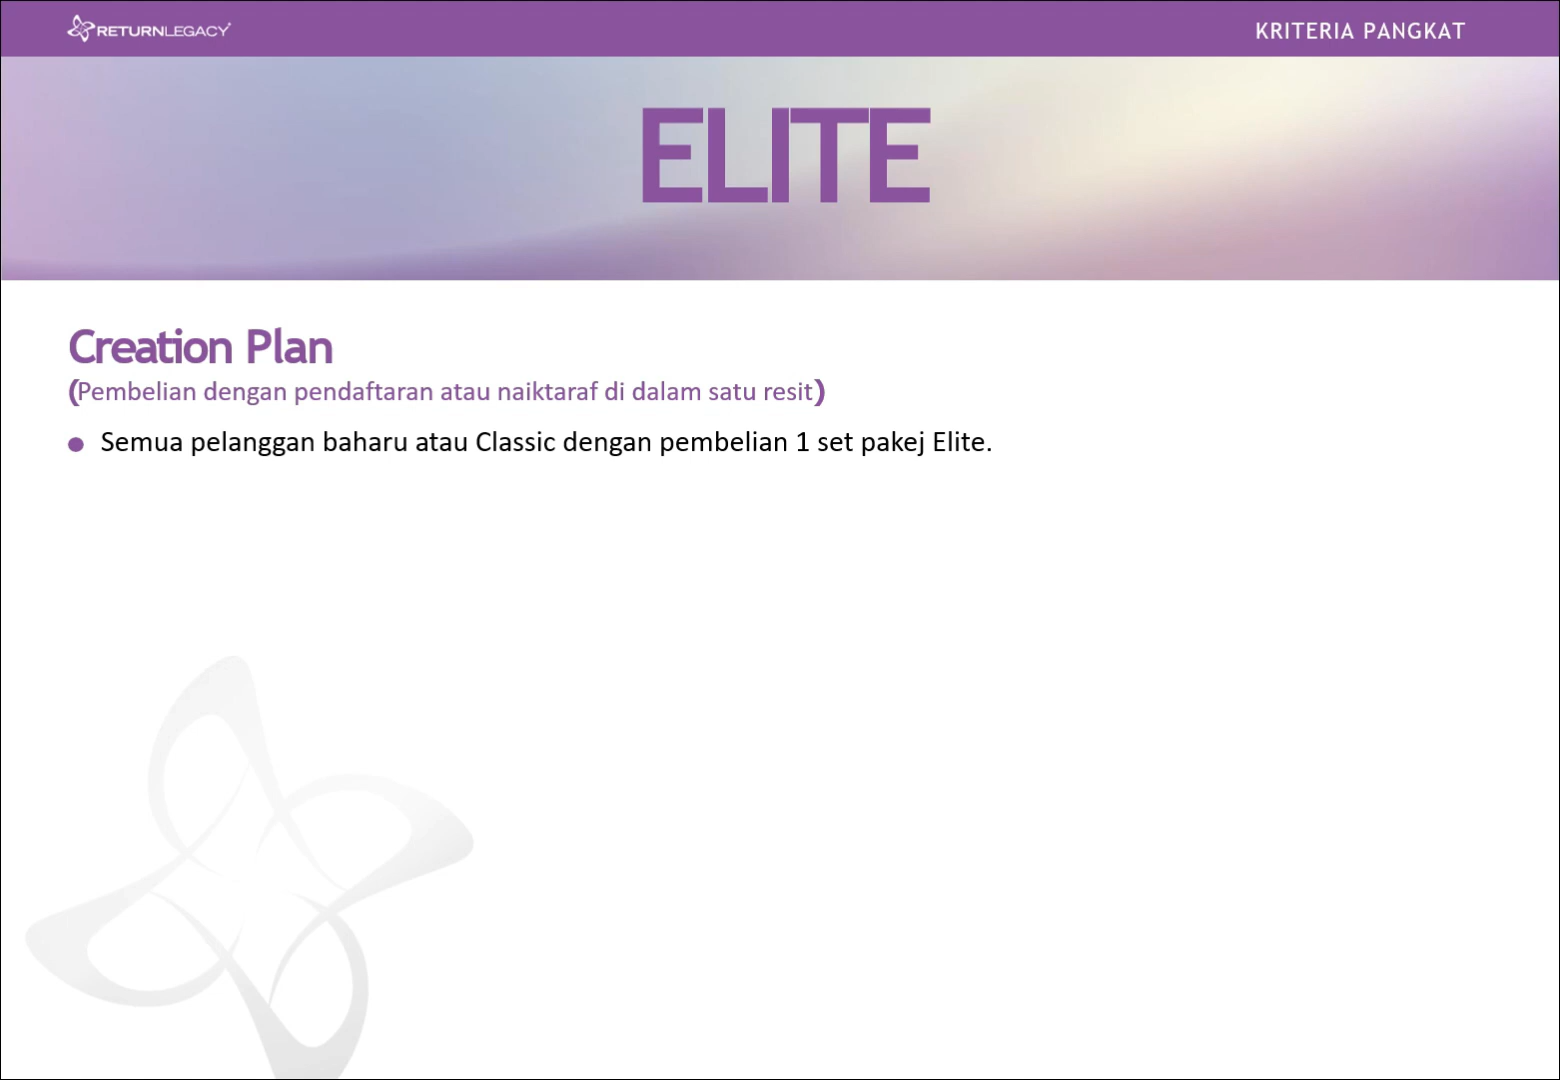 RETURNLEGACY
KRITERIA PANGKAT
ELITE
Creation Plan
(Pembelian dengan pendaftaran atau naiktaraf di dalam satu resit)
● Semua pelanggan baharu atau Classic dengan pembelian 1 set pakej Elite.